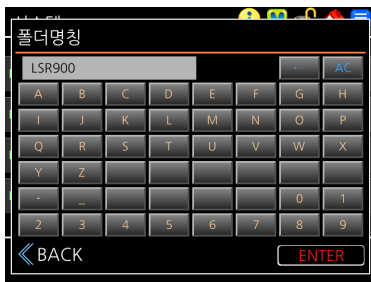 폴더명칭
LSR900 ← AC
A B C D E F G H
I J K L M N O P
Q R S T U V W X
Y Z
- _ 0 1
2 3 4 5 6 7 8 9
BACK ENTER